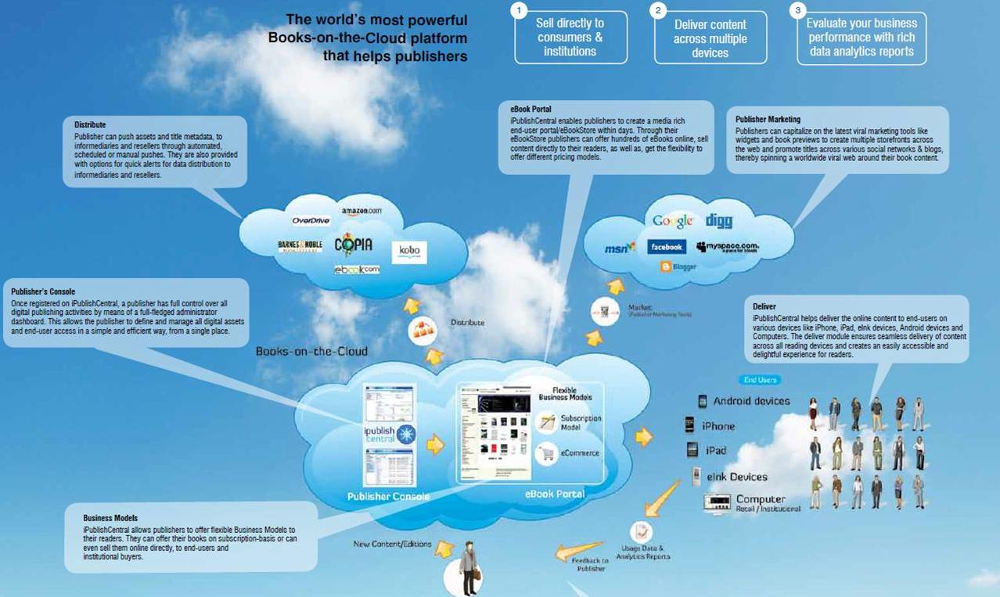 The world's most powerful
Books-on-the-Cloud platform
that helps publishers
1
Sell directly to
consumers &
institutions
2
Deliver content
across multiple
devices
3
Evaluate your business
performance with rich
data analytics reports
Distribute
Publisher can push assets and title metadata, to
informediaries and resellers through automated,
scheduled or manual pushes. They are also provided
with options for quick alerts for data distribution to
informediaries and resellers.
eBook Portal
iPublishCentral enables publishers to create a media rich
end-user portal/eBookStore within days. Through their
eBookStore publishers can offer hundreds of eBooks online, sell
content directly to their readers, as well as, get the flexibility to
offer different pricing models.
Publisher Marketing
Publishers can capitalize on the latest viral marketing tools like
widgets and book previews to create multiple storefronts across
the web and promote titles across various social networks & blogs,
thereby spinning a worldwide viral web around their book content.
amazon.com
OverDrive
BARNES & NOBLE
BOOKSELLERS
COPIA
kobo
ebook.com
Google
digg
msn
facebook
myspace.com
a place for friends
Blogger
Publisher's Console
Once registered on iPublishCentral, a publisher has full control over all
digital publishing activities by means of a full-fledged administrator
dashboard. This allows the publisher to define and manage all digital assets
and end-user access in a simple and efficient way, from a single place.
Distribute
Market
(Publisher Marketing Tools)
Deliver
iPublishCentral helps deliver the online content to end-users on
various devices like iPhone, iPad, eInk devices, Android devices and
Computers. The deliver module ensures seamless delivery of content
across all reading devices and creates an easily accessible and
delightful experience for readers.
Books-on-the-Cloud
End Users
Flexible
Business Models
Subscription
Model
eCommerce
ipublish
central
Publisher Console
eBook Portal
Android devices
iPhone
iPad
eInk Devices
Computer
Retail / Institutional
Business Models
iPublishCentral allows publishers to offer flexible Business Models to
their readers. They can offer their books on subscription-basis or can
even sell them online directly, to end-users and
institutional buyers.
New Content/Editions
Usage Data &
Analytics Reports
Feedback to
Publisher